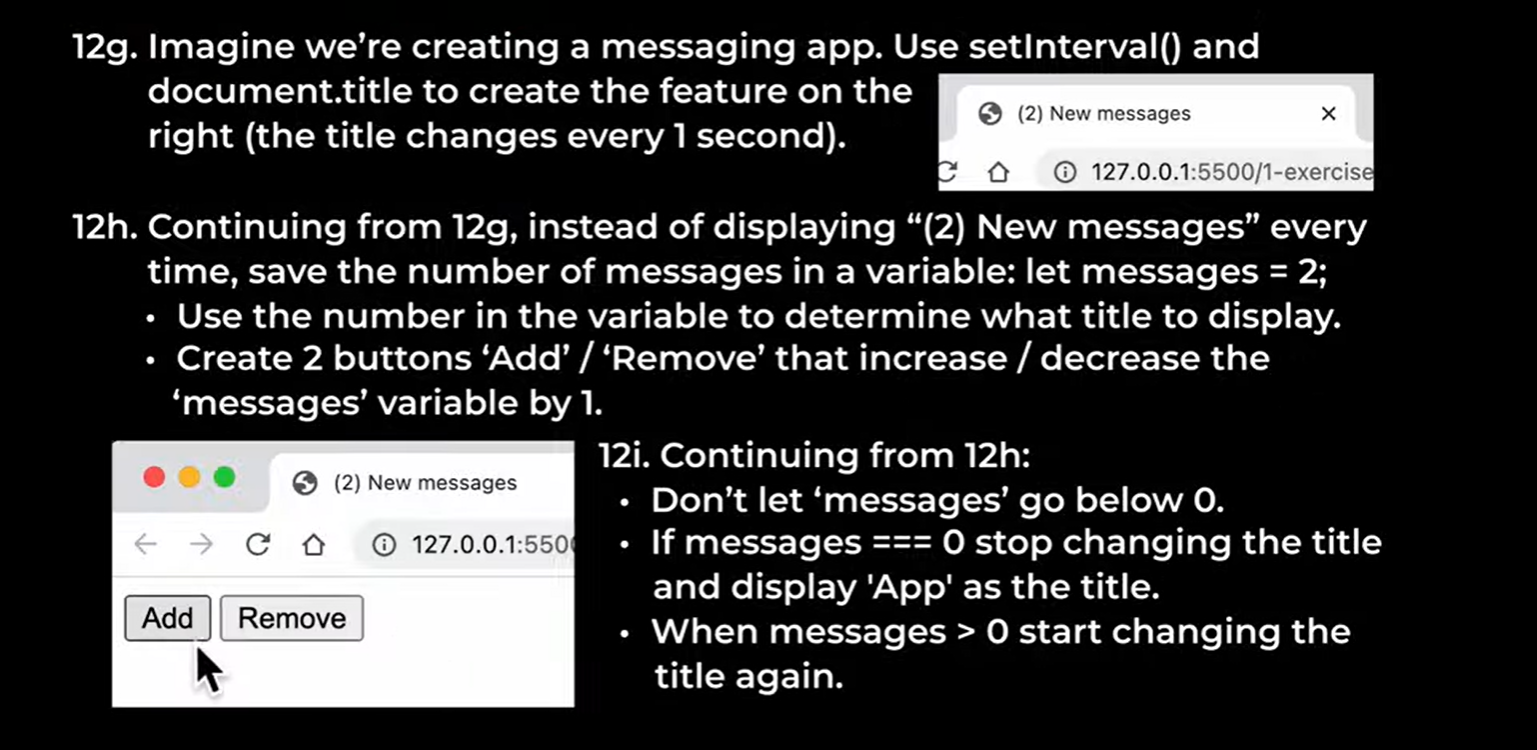 12g. Imagine we’re creating a messaging app. Use setInterval() and
document.title to create the feature on the
right (the title changes every 1 second).
(2) New messages
127.0.0.1:5500/1-exercise
12h. Continuing from 12g, instead of displaying “(2) New messages” every
time, save the number of messages in a variable: let messages = 2;
• Use the number in the variable to determine what title to display.
• Create 2 buttons ‘Add’ / ‘Remove’ that increase / decrease the
‘messages’ variable by 1.
(2) New messages
127.0.0.1:550
Add Remove
12i. Continuing from 12h:
• Don’t let ‘messages’ go below 0.
• If messages === 0 stop changing the title
and display 'App' as the title.
• When messages > 0 start changing the
title again.